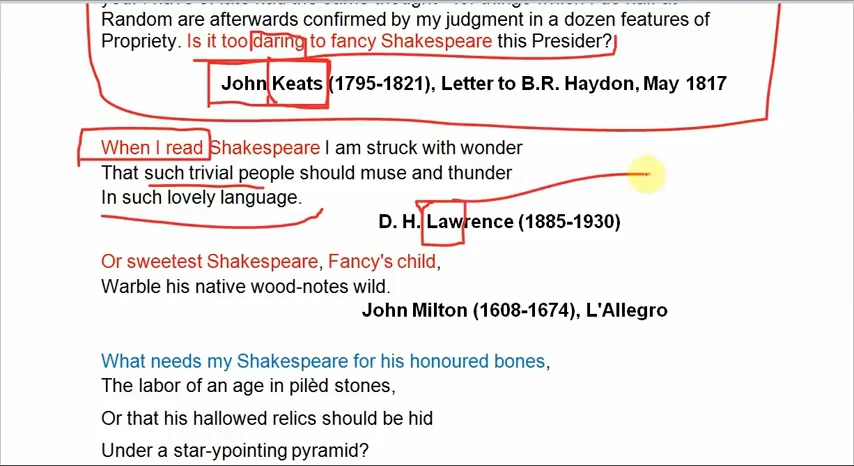 Random are afterwards confirmed by my judgment in a dozen features of
Propriety. Is it too daring to fancy Shakespeare this Presider?
John Keats (1795-1821), Letter to B.R. Haydon, May 1817
When I read Shakespeare I am struck with wonder
That such trivial people should muse and thunder
In such lovely language.
D. H. Lawrence (1885-1930)
Or sweetest Shakespeare, Fancy's child,
Warble his native wood-notes wild.
John Milton (1608-1674), L'Allegro
What needs my Shakespeare for his honoured bones,
The labor of an age in pilèd stones,
Or that his hallowed relics should be hid
Under a star-ypointing pyramid?